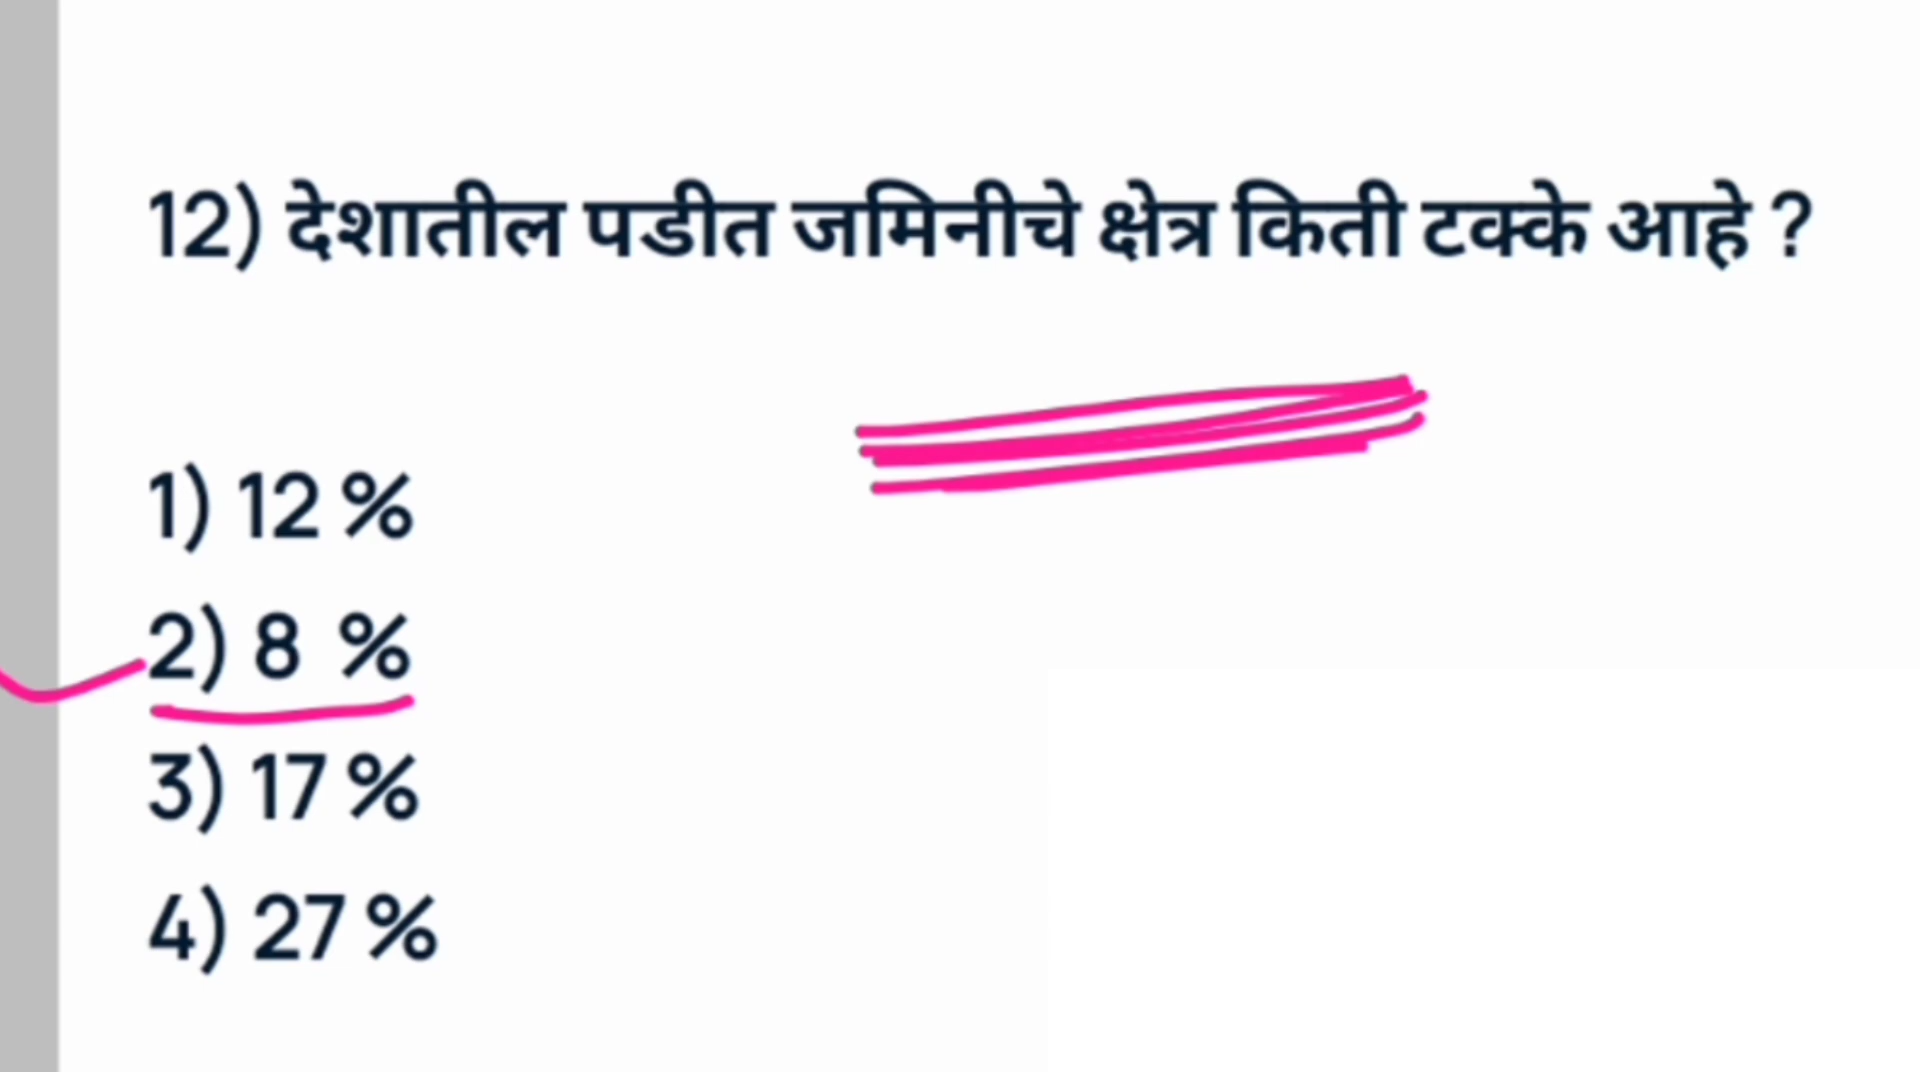 12) देशातील पडीत जमिनीचे क्षेत्र किती टक्के आहे ?
1) 12 %
2) 8 %
3) 17 %
4) 27 %